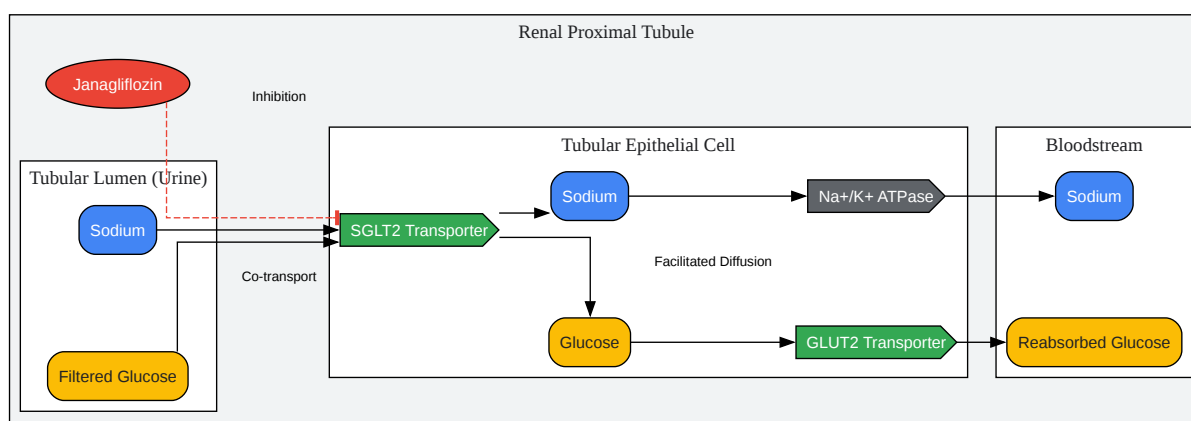 Renal Proximal Tubule
Janagliflozin
Inhibition
Tubular Lumen (Urine)
Sodium
Filtered Glucose
Co-transport
Tubular Epithelial Cell
SGLT2 Transporter
Sodium
Na+/K+ ATPase
Facilitated Diffusion
Glucose
GLUT2 Transporter
Bloodstream
Sodium
Reabsorbed Glucose